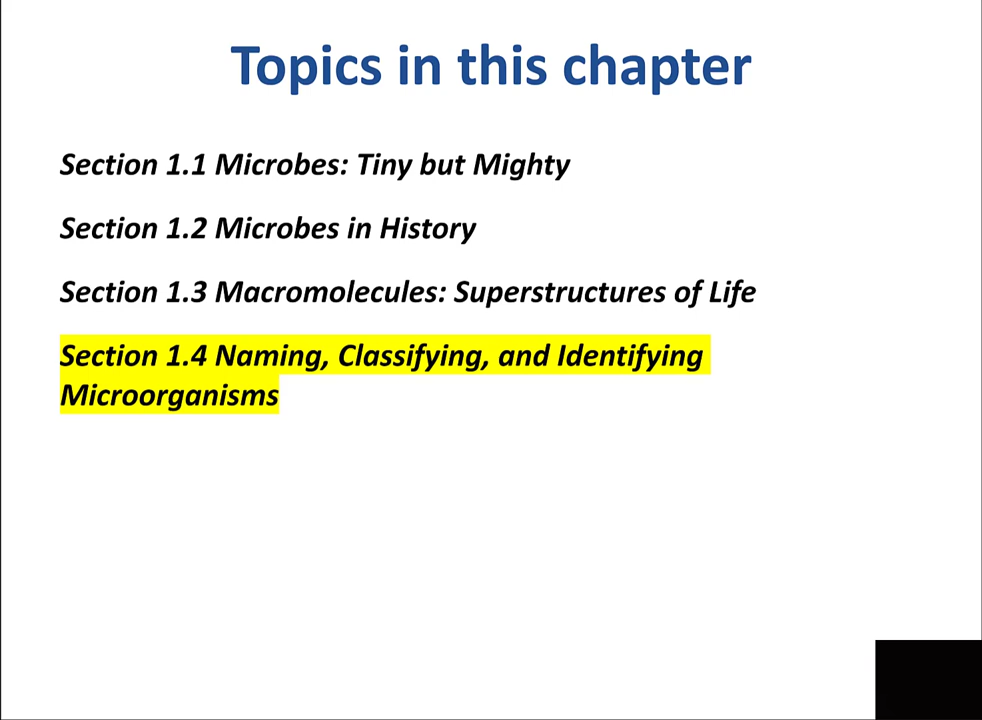 Topics in this chapter
Section 1.1 Microbes: Tiny but Mighty
Section 1.2 Microbes in History
Section 1.3 Macromolecules: Superstructures of Life
Section 1.4 Naming, Classifying, and Identifying
Microorganisms